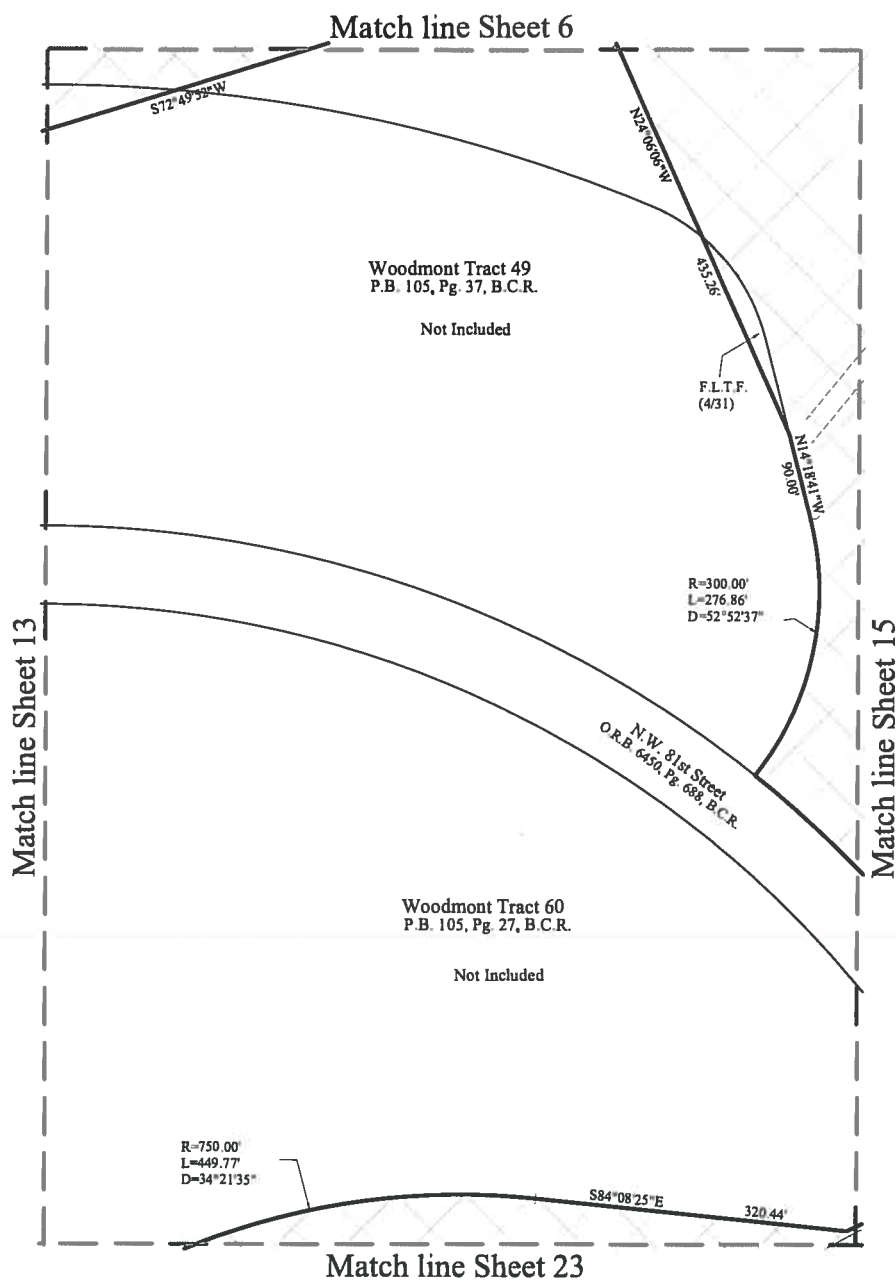 Match line Sheet 6
S72°49'52"W
N24°06'06"W
435.26'
Woodmont Tract 49
P.B. 105, Pg. 37, B.C.R.
Not Included
F.L.T.F.
(4/31)
N14°18'41"W
90.00'
R=300.00'
L=276.86'
D=52°52'37"
Match line Sheet 13
Match line Sheet 15
N.W. 81st Street
O.R.B. 6450, Pg. 688, B.C.R.
Woodmont Tract 60
P.B. 105, Pg. 27, B.C.R.
Not Included
R=750.00'
L=449.77'
D=34°21'35"
S84°08'25"E
320.44'
Match line Sheet 23